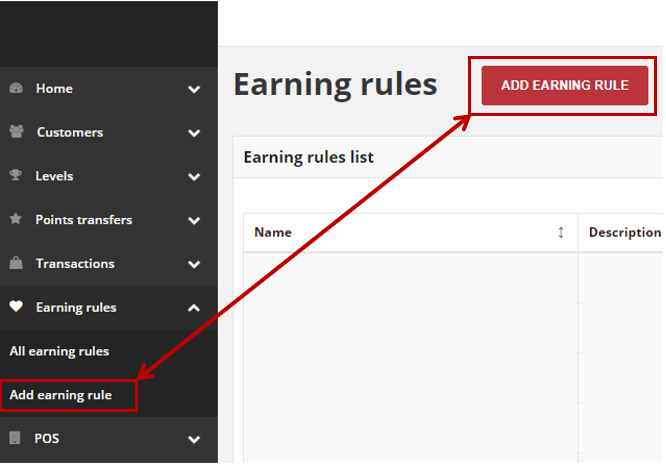 Home
Customers
Levels
Points transfers
Transactions
Earning rules
All earning rules
Add earning rule
POS
Earning rules
ADD EARNING RULE
Earning rules list
Name
Description